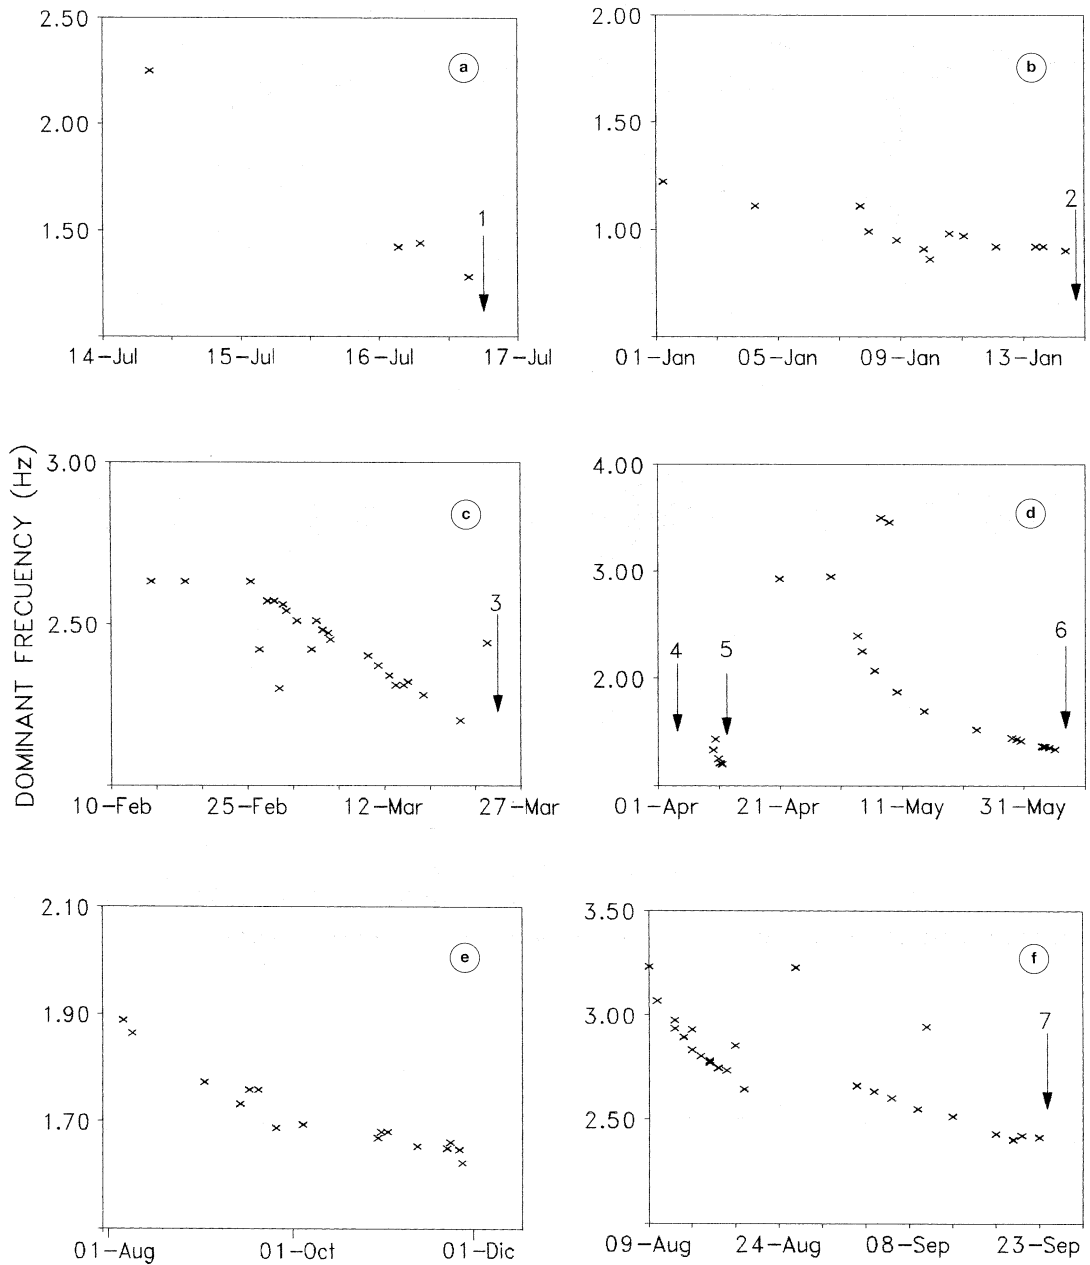 2.50
2.00
1.50
a
1
14-Jul 15-Jul 16-Jul 17-Jul
2.00
1.50
1.00
b
2
01-Jan 05-Jan 09-Jan 13-Jan
DOMINANT FRECUENCY (Hz)
3.00
2.50
c
3
10-Feb 25-Feb 12-Mar 27-Mar
4.00
3.00
2.00
d
4 5 6
01-Apr 21-Apr 11-May 31-May
2.10
1.90
1.70
e
01-Aug 01-Oct 01-Dic
3.50
3.00
2.50
f
7
09-Aug 24-Aug 08-Sep 23-Sep